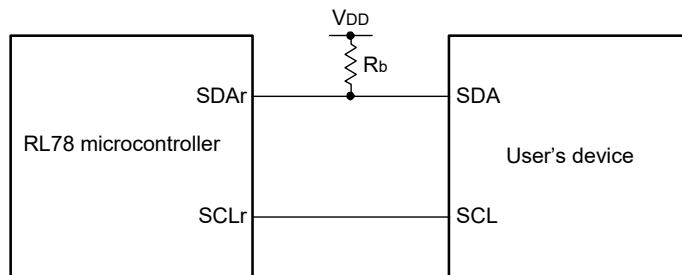 VDD
Rb
SDAr
SDA
RL78 microcontroller
User's device
SCLr
SCL